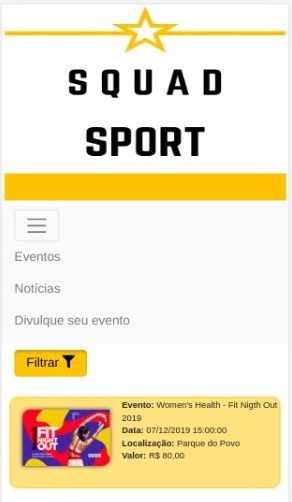 SQUAD
SPORT
Eventos
Notícias
Divulque seu evento
Filtrar
FIT
NIGHT
OUT
Evento: Women's Health - Fit Nigth Out
2019
Data: 07/12/2019 15:00:00
Localização: Parque do Povo
Valor: R$ 80,00